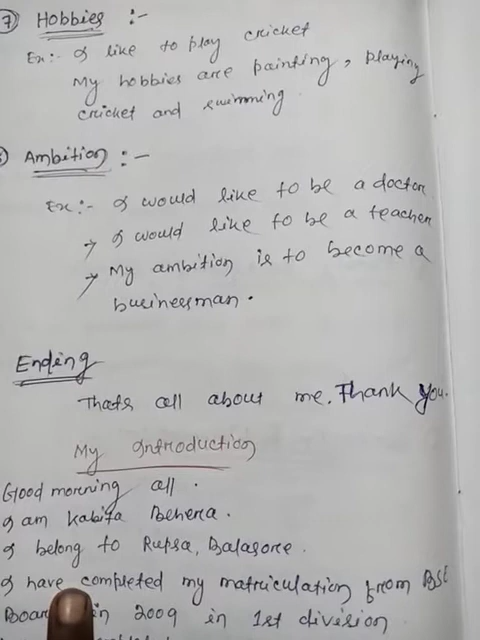 7 Hobbies :-
Ex:- I like to play cricket
My hobbies are painting, playing
cricket and swimming.
Ambition :-
Ex:- I would like to be a doctor
→ I would like to be a teacher
→ My ambition is to become a
businessman.
Ending
Thats all about me. Thank you.
My Introduction
Good morning all.
I am Kabita Behera.
I belong to Rupsa, Balasore.
I have completed my matriculation from BSE
Boar in 2009 in 1st division